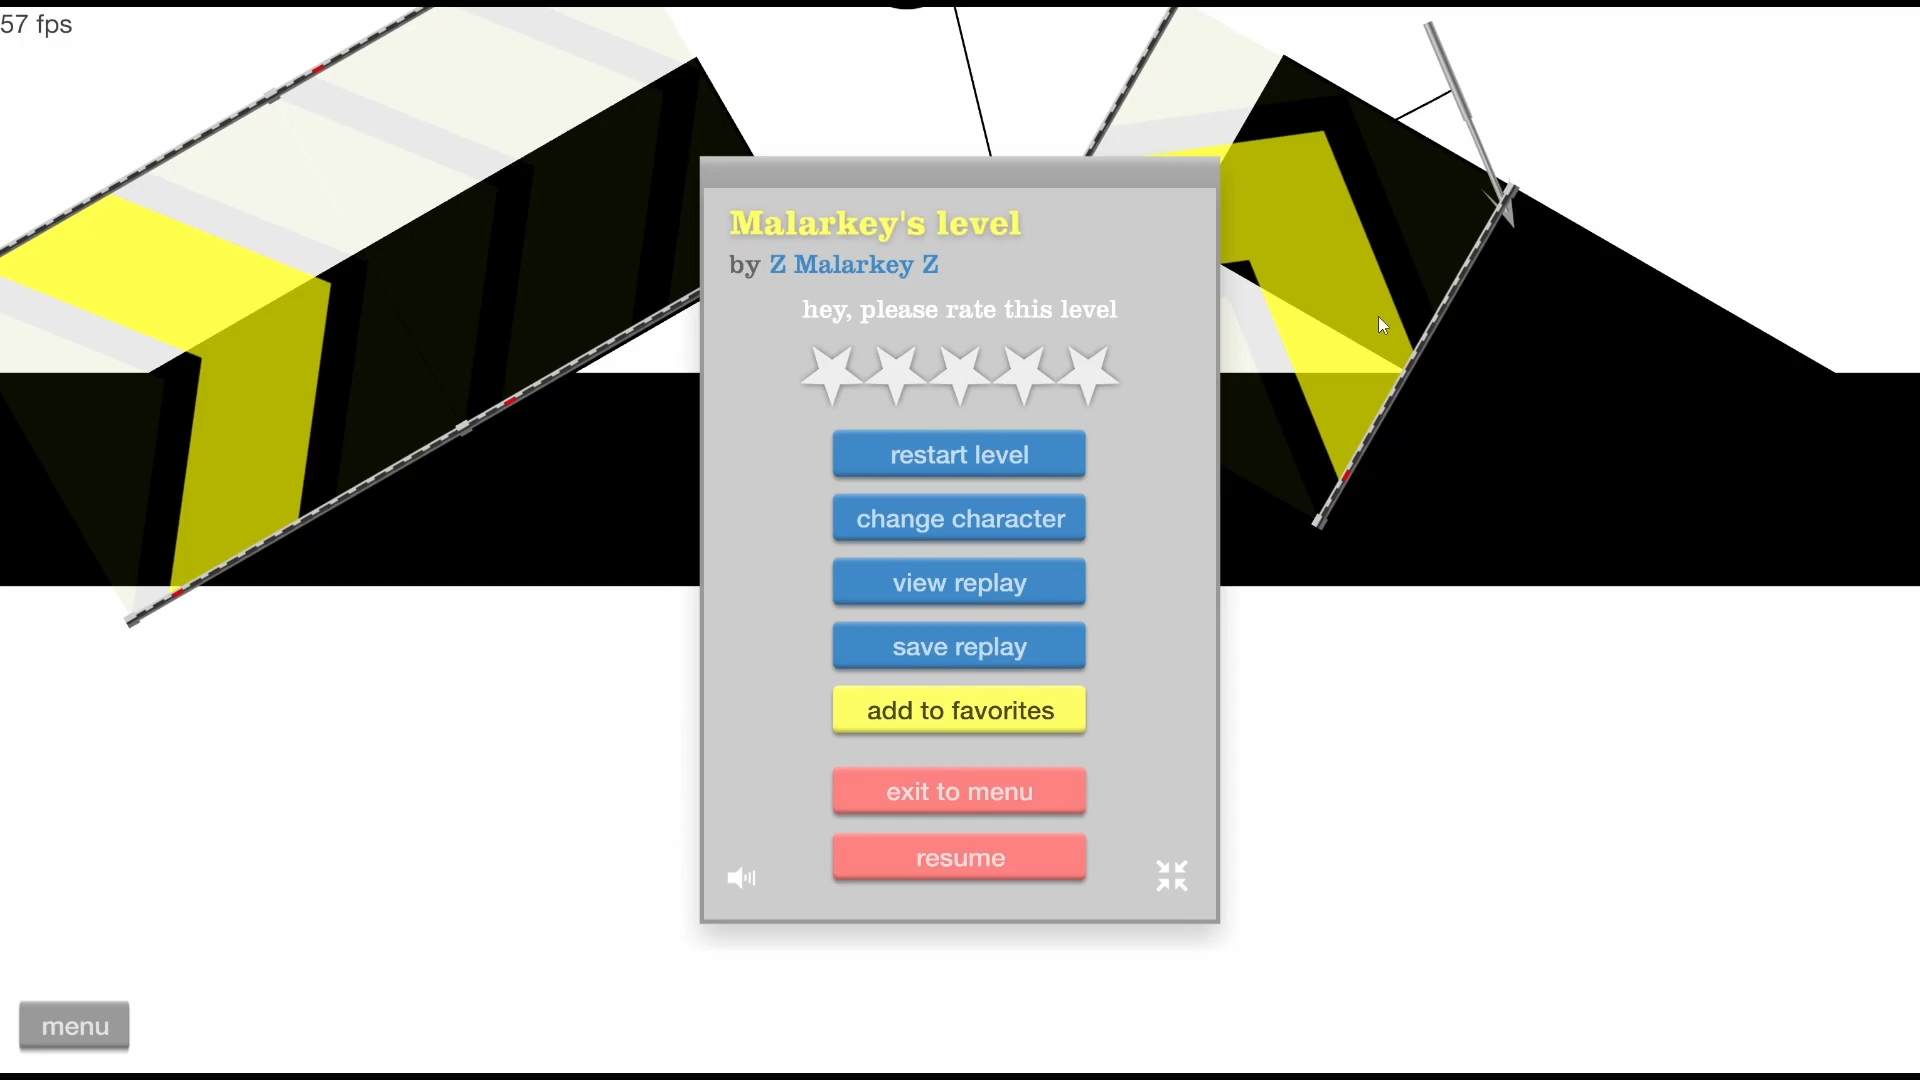 57 fps
Malarkey's level
by Z Malarkey Z
hey, please rate this level
restart level
change character
view replay
save replay
add to favorites
exit to menu
resume
menu